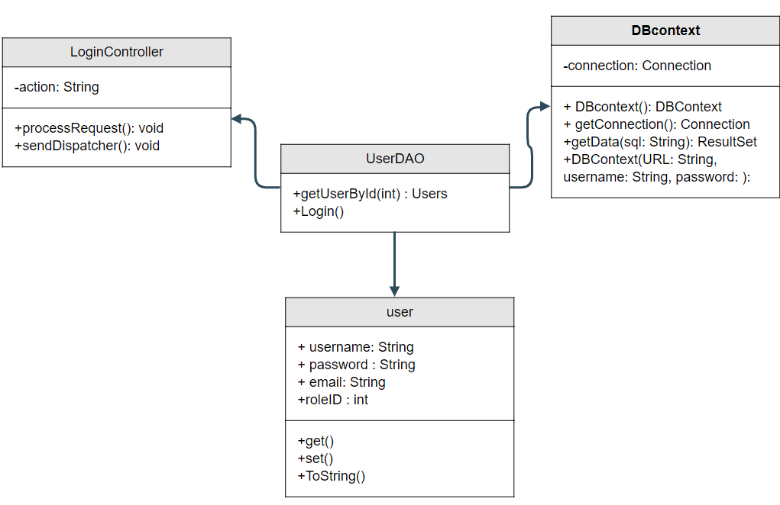 LoginController
-action: String
+processRequest(): void
+sendDispatcher(): void
DBcontext
-connection: Connection
+ DBcontext(): DBContext
+ getConnection(): Connection
+getData(sql: String): ResultSet
+DBContext(URL: String,
username: String, password: ):
UserDAO
+getUserById(int) : Users
+Login()
user
+ username: String
+ password : String
+ email: String
+roleID : int
+get()
+set()
+ToString()